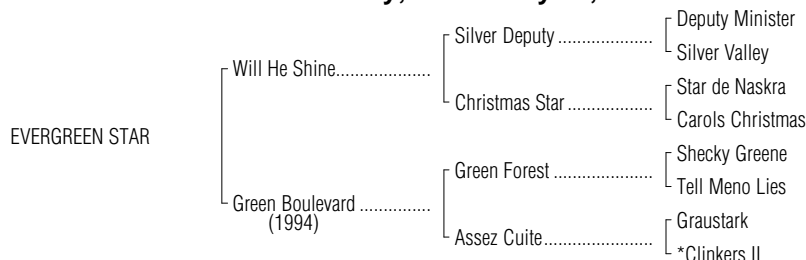 Deputy Minister
Silver Deputy
Silver Valley
Will He Shine
Star de Naskra
Christmas Star
Carols Christmas
EVERGREEN STAR
Shecky Greene
Green Forest
Tell Meno Lies
Green Boulevard
(1994)
Graustark
Assez Cuite
*Clinkers II